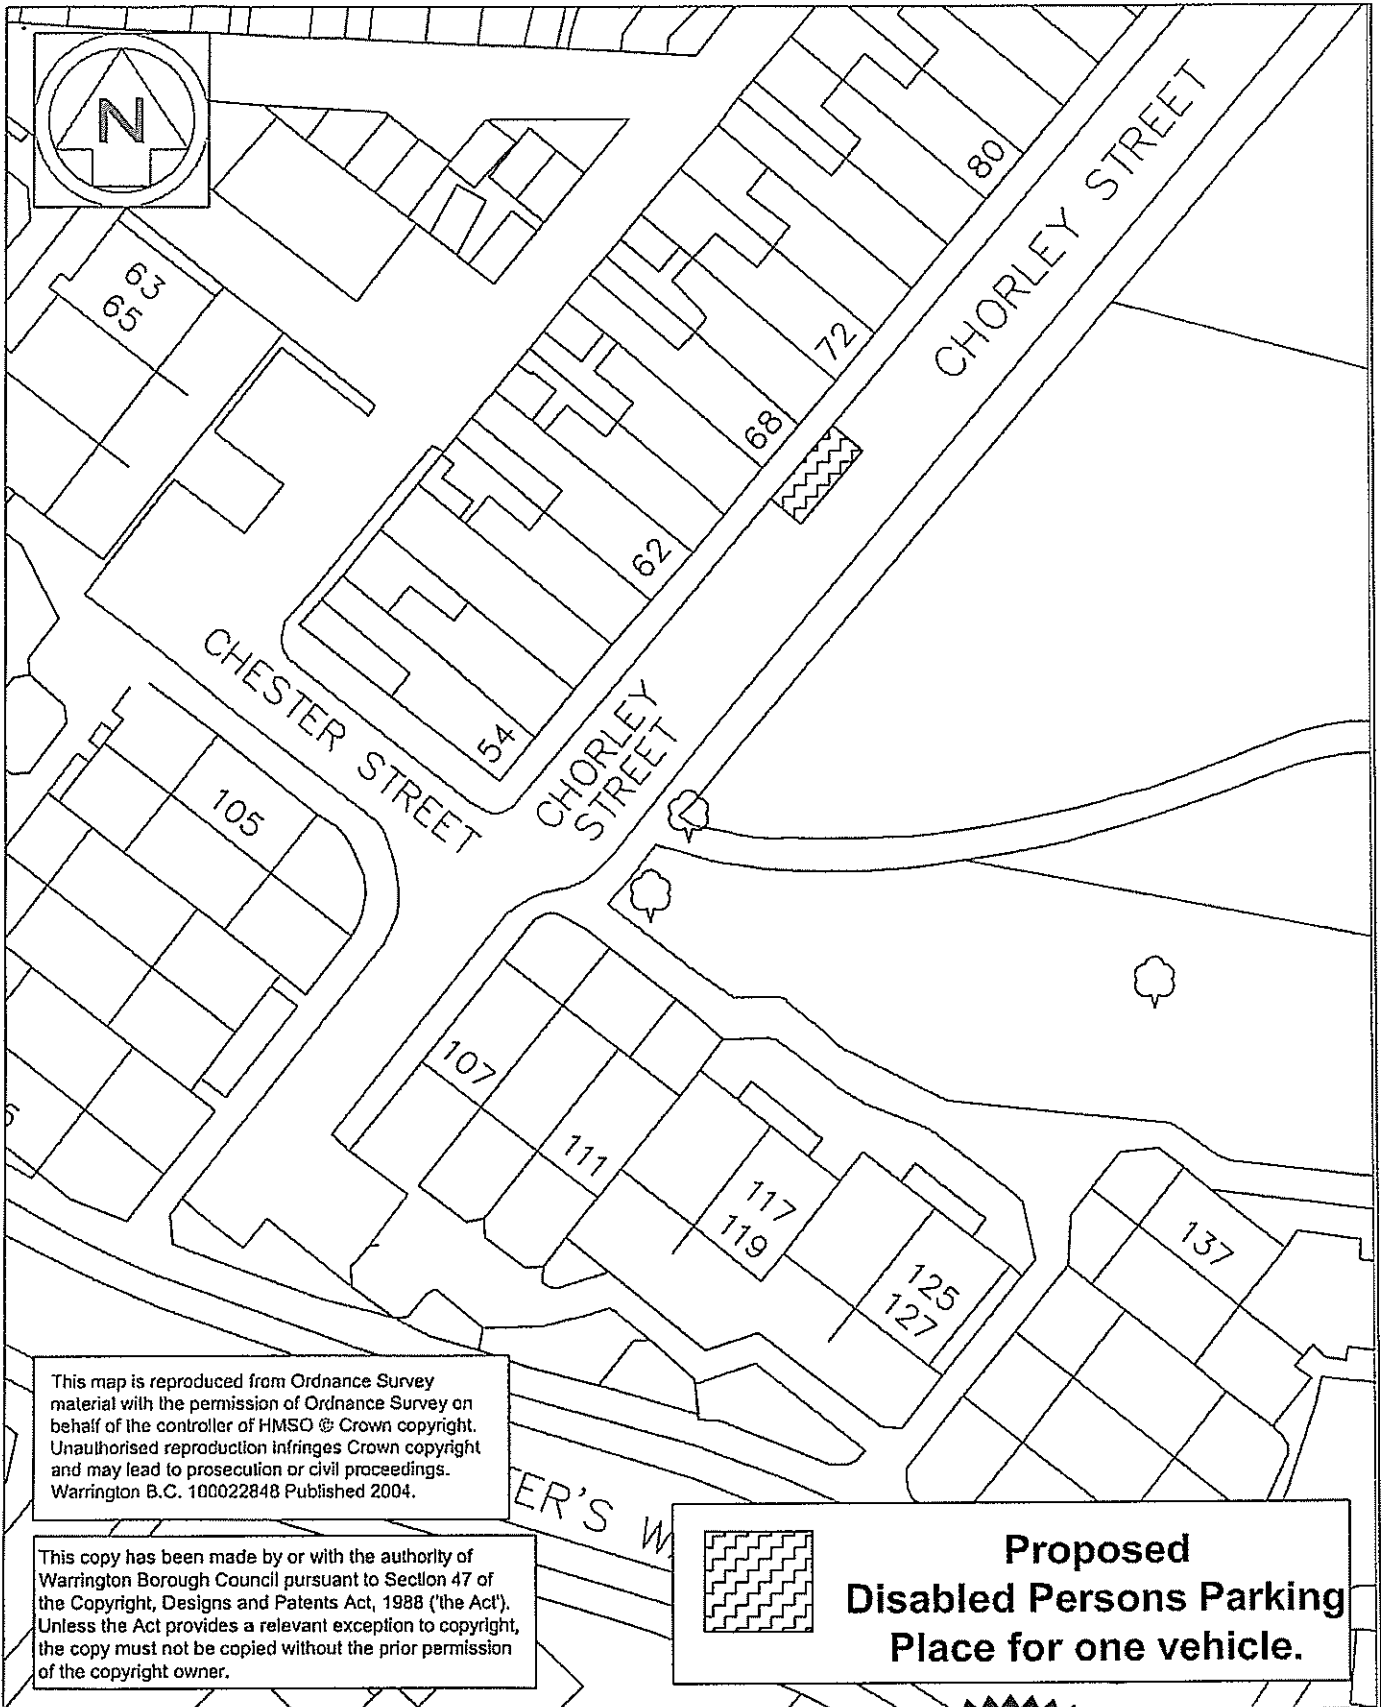 N
80
CHORLEY STREET
63
65
72
68
62
CHESTER STREET
54
CHORLEY
STREET
105
107
111
117
119
137
125
127
This map is reproduced from Ordnance Survey
material with the permission of Ordnance Survey on
behalf of the controller of HMSO © Crown copyright.
Unauthorised reproduction infringes Crown copyright
and may lead to prosecution or civil proceedings.
Warrington B.C. 100022848 Published 2004.
TER'S W
This copy has been made by or with the authority of
Warrington Borough Council pursuant to Section 47 of
the Copyright, Designs and Patents Act, 1988 ('the Act').
Unless the Act provides a relevant exception to copyright,
the copy must not be copied without the prior permission
of the copyright owner.
Proposed
Disabled Persons Parking
Place for one vehicle.